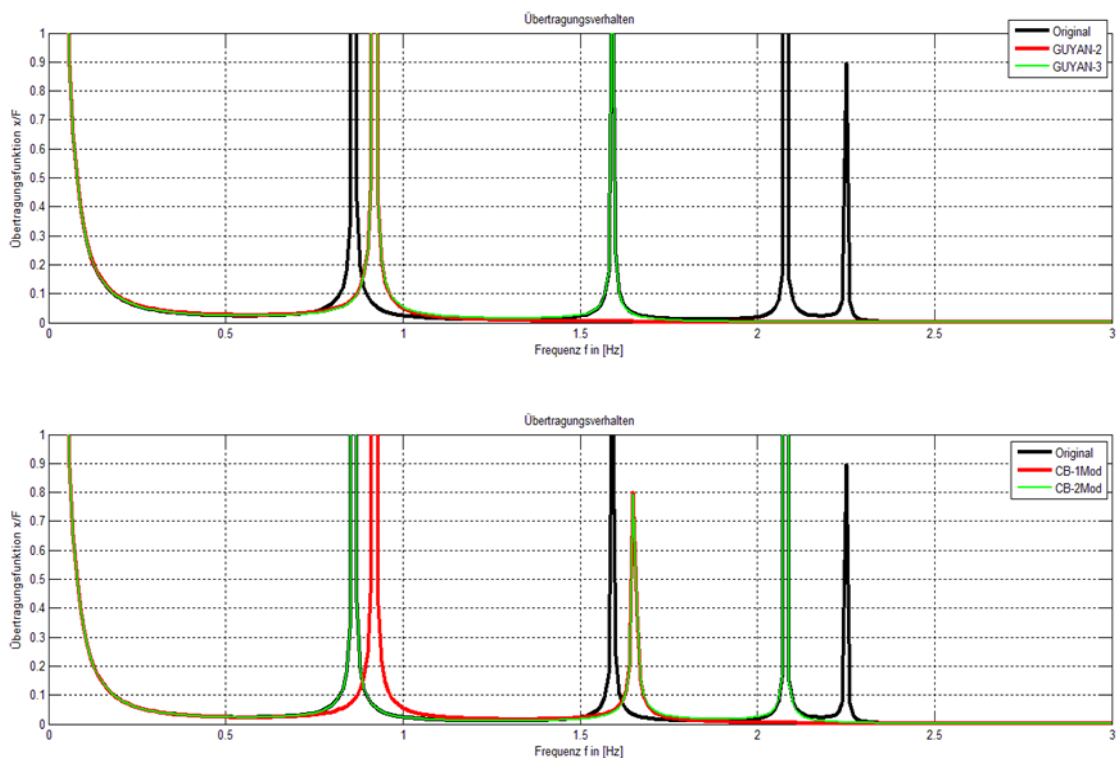 Übertragungsverhalten
Übertragungsfunktion x/F
1
0.9
0.8
0.7
0.6
0.5
0.4
0.3
0.2
0.1
0
Original
GUYAN-2
GUYAN-3
0 0.5 1 1.5 2 2.5 3
Frequenz f in [Hz]
Übertragungsverhalten
Übertragungsfunktion x/F
1
0.9
0.8
0.7
0.6
0.5
0.4
0.3
0.2
0.1
0
Original
CB-1Mod
CB-2Mod
0 0.5 1 1.5 2 2.5 3
Frequenz f in [Hz]